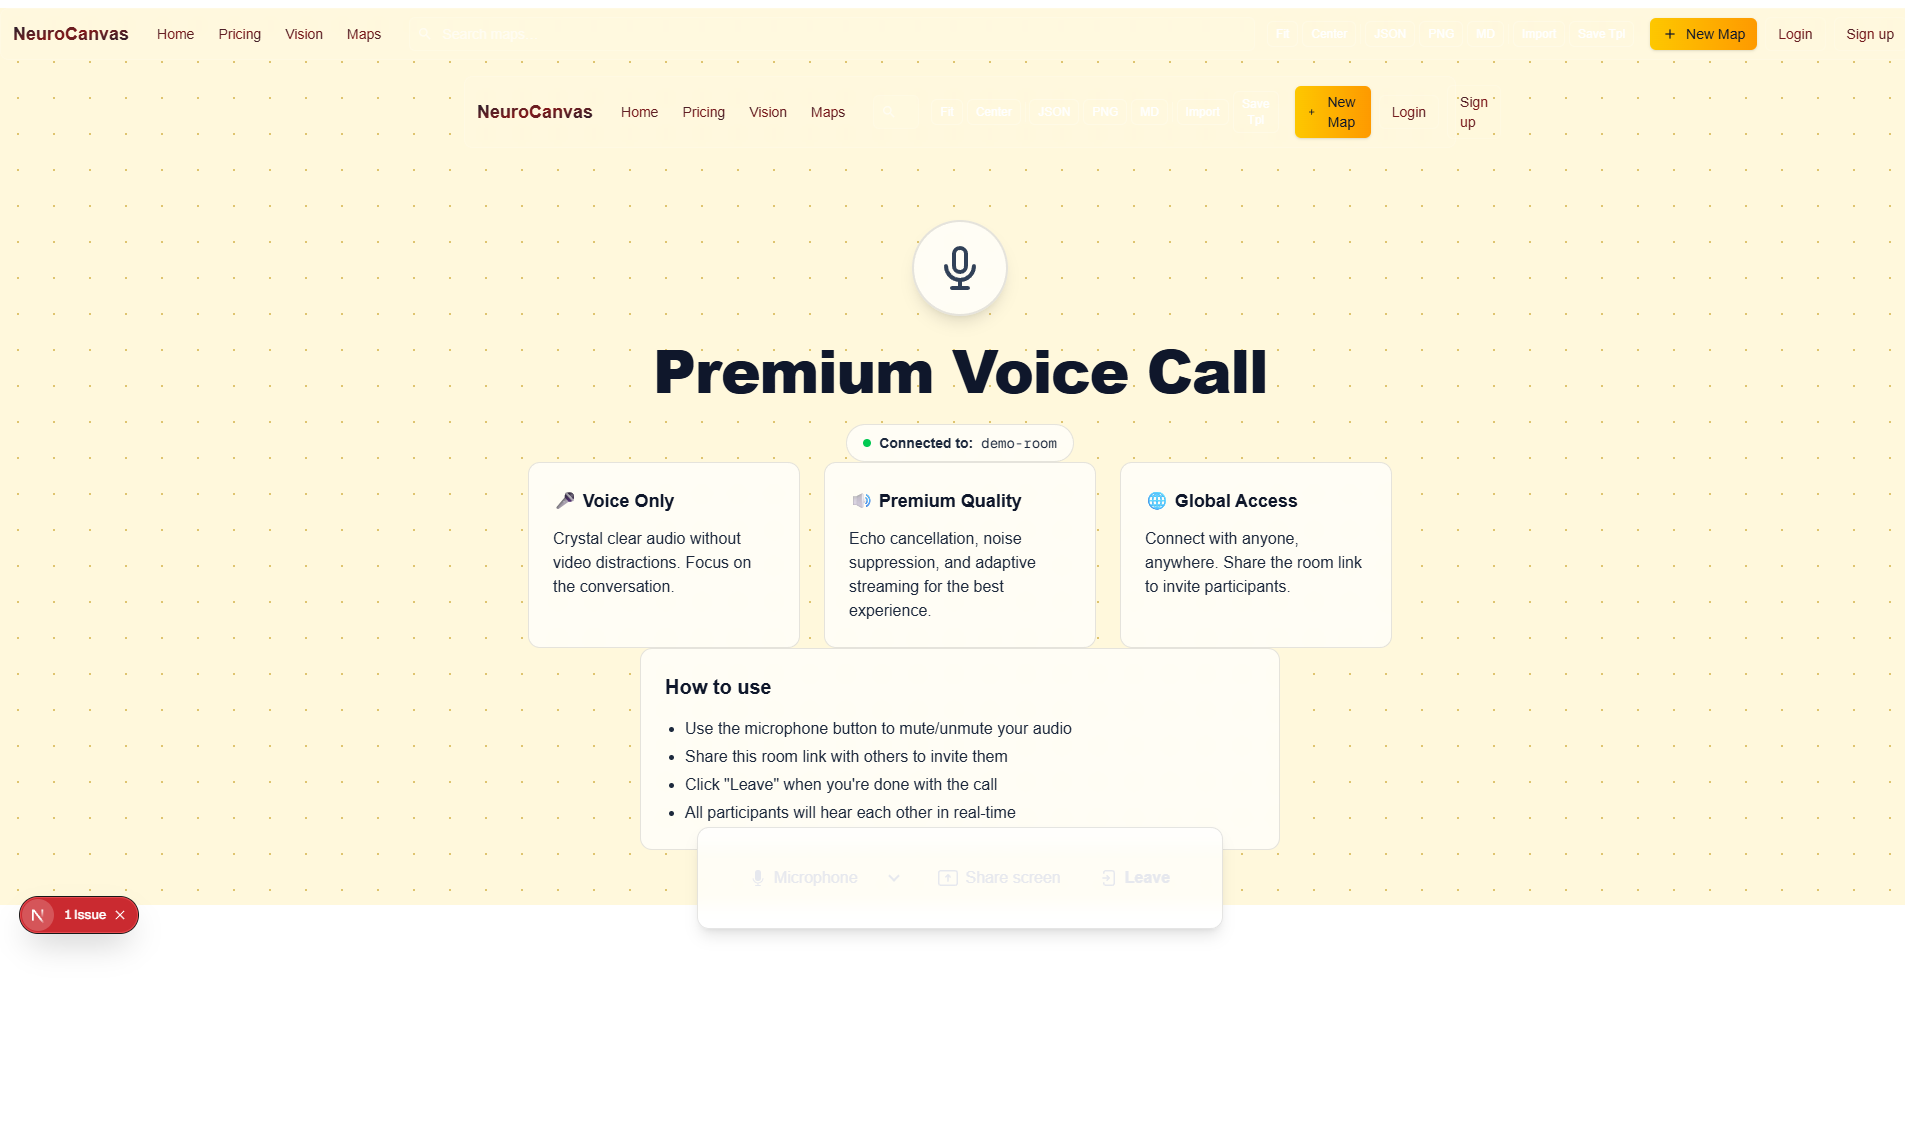 NeuroCanvas Home Pricing Vision Maps Search maps Fit Center JSON PNG MD Import Save Tpl + New Map Login Sign up
NeuroCanvas Home Pricing Vision Maps Fit Center JSON PNG MD Import Save Tpl + New Map Login Sign up
Premium Voice Call
Connected to: demo-room
Voice Only
Crystal clear audio without
video distractions. Focus on
the conversation.
Premium Quality
Echo cancellation, noise
suppression, and adaptive
streaming for the best
experience.
Global Access
Connect with anyone,
anywhere. Share the room link
to invite participants.
How to use
• Use the microphone button to mute/unmute your audio
• Share this room link with others to invite them
• Click "Leave" when you're done with the call
• All participants will hear each other in real-time
Microphone Share screen Leave
N 1 Issue